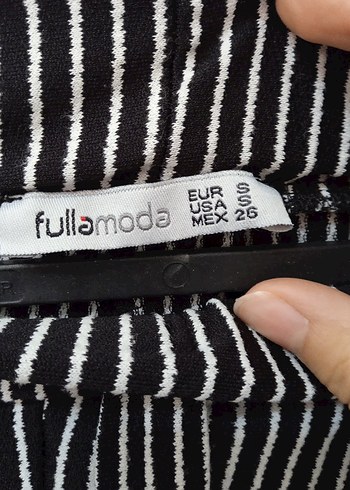 fullamoda
EUR S
USA S
MEX 26